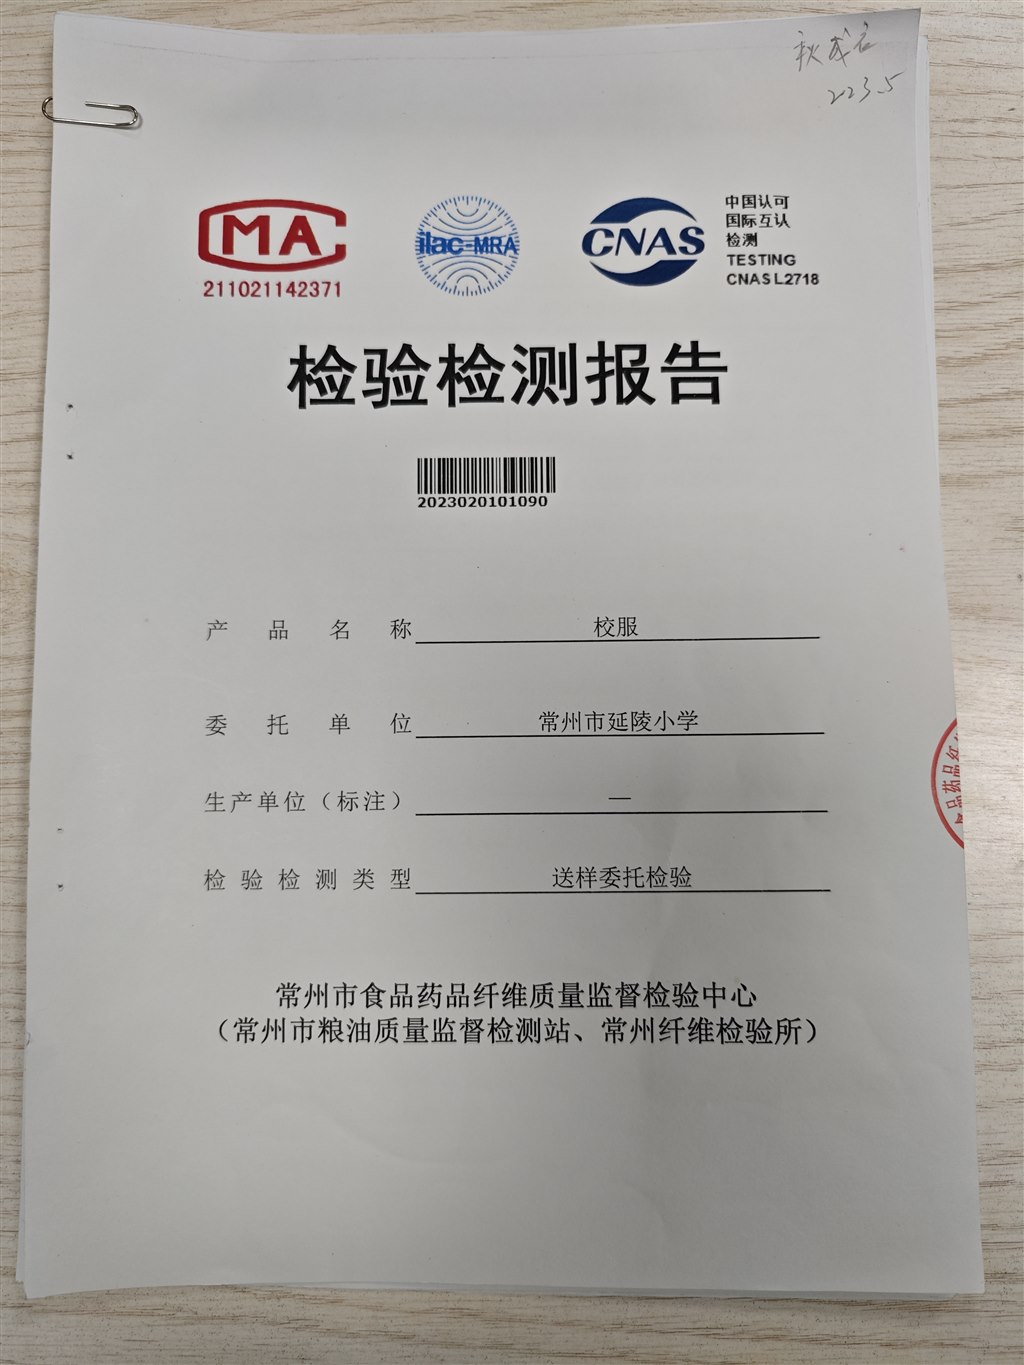 2023.5
MA
211021142371
ilac-MRA
CNAS
中国认可
国际互认
检测
TESTING
CNAS L2718
检验检测报告
2023020101090
产品名称 校服
委托单位 常州市延陵小学
生产单位（标注） —
检验检测类型 送样委托检验
常州市食品药品纤维质量监督检验中心
（常州市粮油质量监督检测站、常州纤维检验所）
食品药品纤